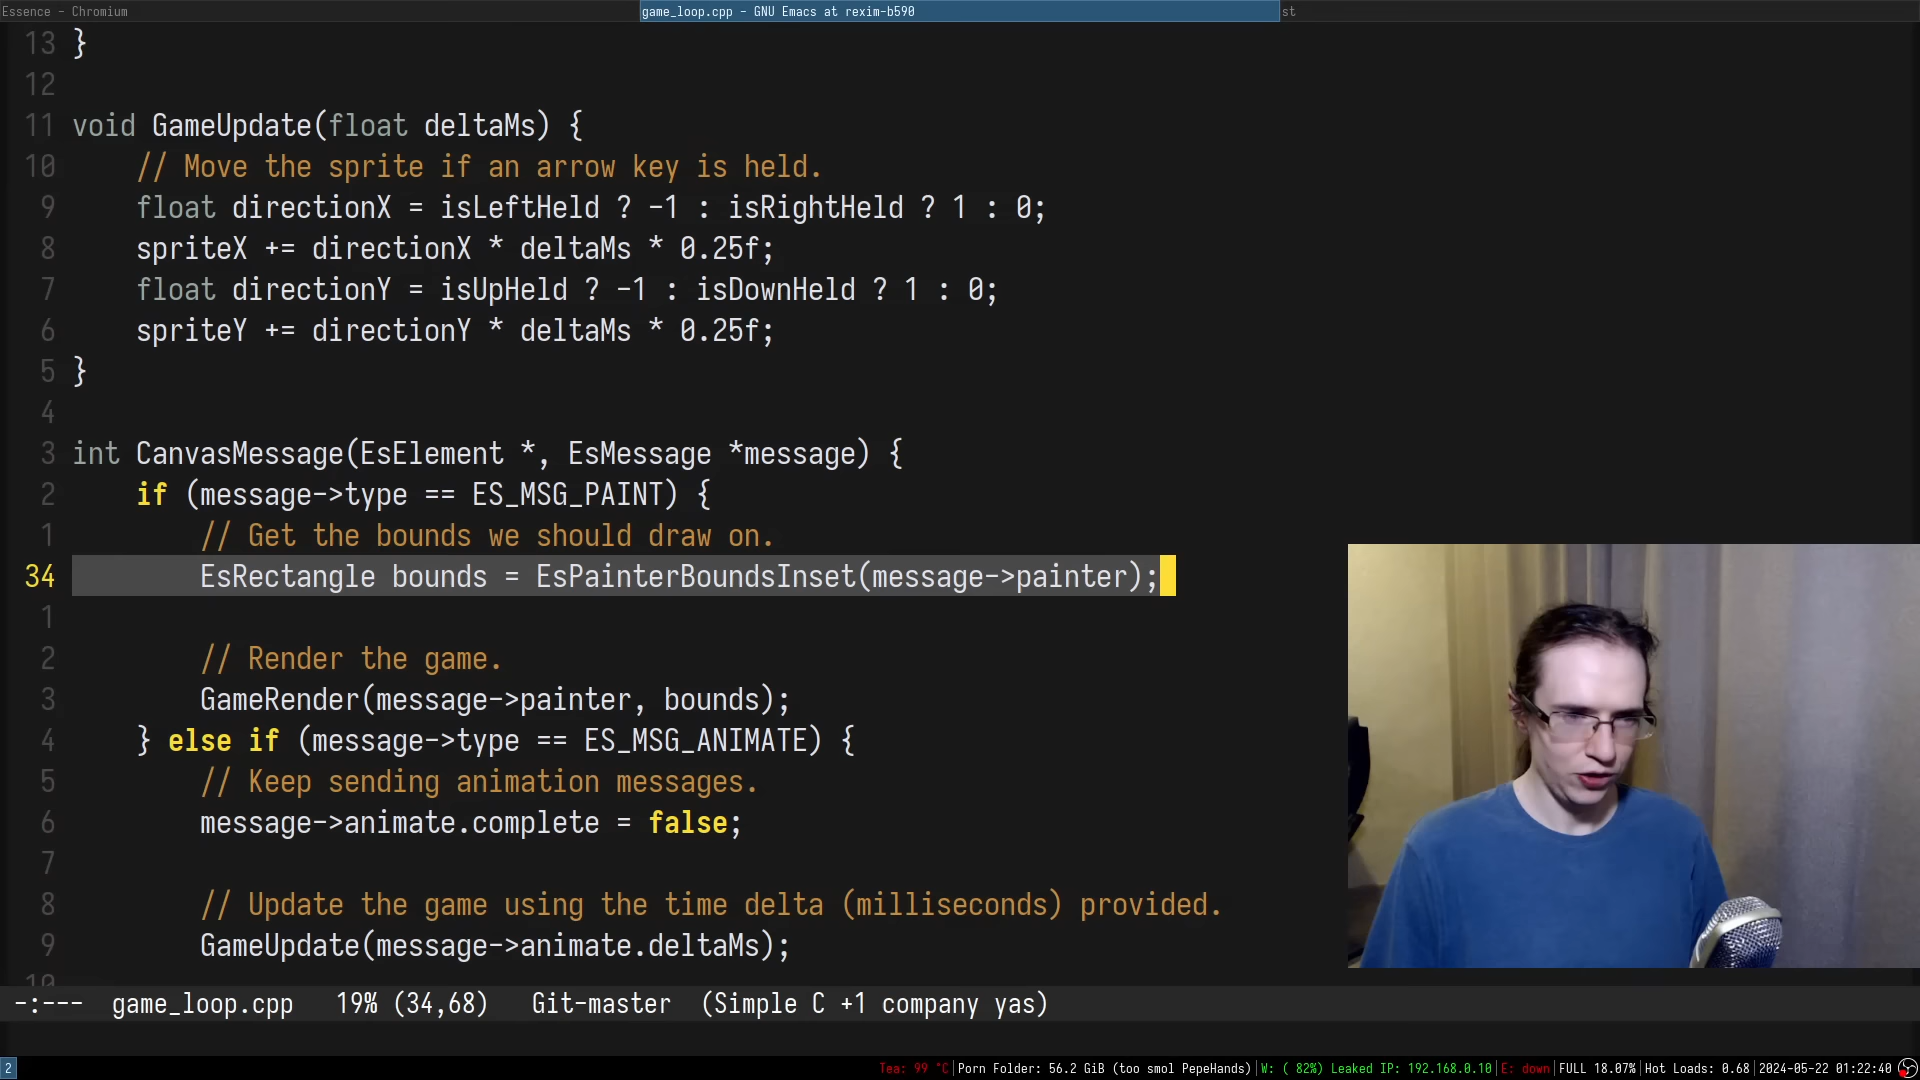 Essence - Chromium
game_loop.cpp - GNU Emacs at rexim-b590
st
13 }
12
11 void GameUpdate(float deltaMs) {
10 // Move the sprite if an arrow key is held.
9 float directionX = isLeftHeld ? -1 : isRightHeld ? 1 : 0;
8 spriteX += directionX * deltaMs * 0.25f;
7 float directionY = isUpHeld ? -1 : isDownHeld ? 1 : 0;
6 spriteY += directionY * deltaMs * 0.25f;
5 }
4
3 int CanvasMessage(EsElement *, EsMessage *message) {
2 if (message->type == ES_MSG_PAINT) {
1 // Get the bounds we should draw on.
34 EsRectangle bounds = EsPainterBoundsInset(message->painter);
1
2 // Render the game.
3 GameRender(message->painter, bounds);
4 } else if (message->type == ES_MSG_ANIMATE) {
5 // Keep sending animation messages.
6 message->animate.complete = false;
7
8 // Update the game using the time delta (milliseconds) provided.
9 GameUpdate(message->animate.deltaMs);
10
-:--- game_loop.cpp 19% (34,68) Git-master (Simple C +1 company yas)
2
Tea: 99 °C|Porn Folder: 56.2 GiB (too smol PepeHands)|W: ( 82%) Leaked IP: 192.168.0.10|E: down|FULL 18.07%|Hot Loads: 0.68|2024-05-22 01:22:40